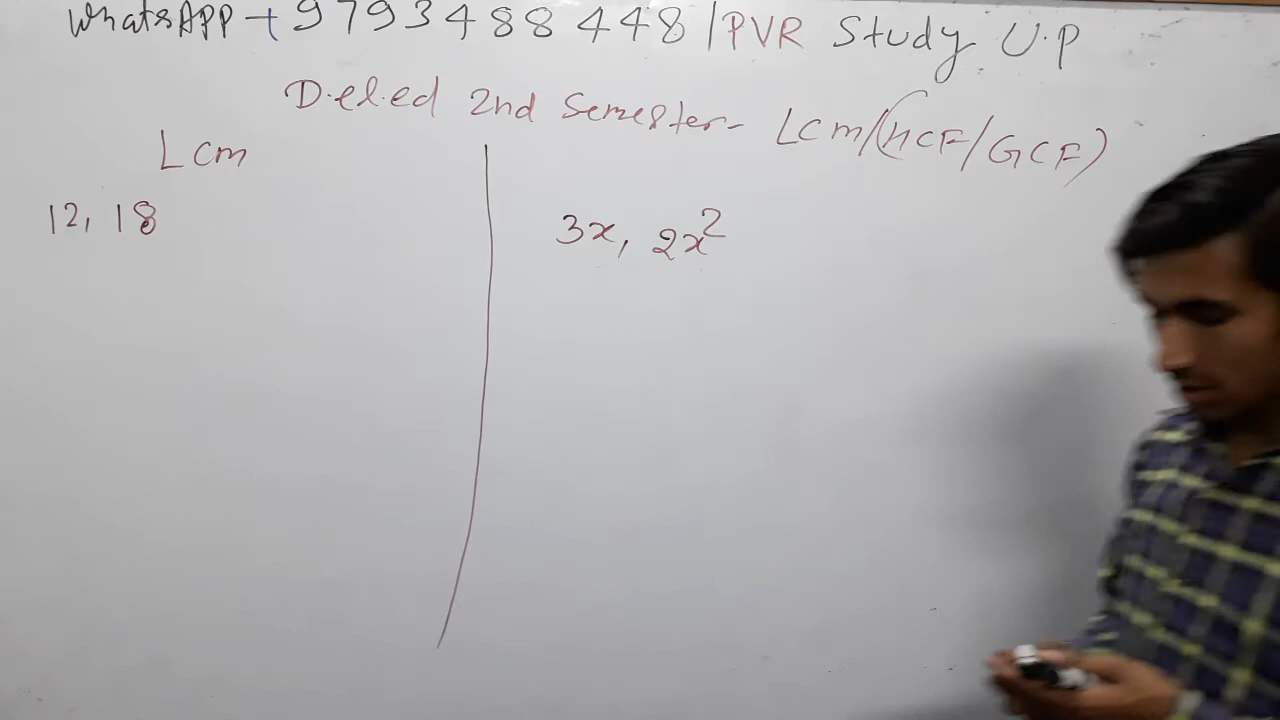 WhatsAPP - +9793488448 / PVR Study U.P
D.el.ed 2nd Semester - Lcm/(HCF/GCF)
Lcm
12, 18
3x, 2x²